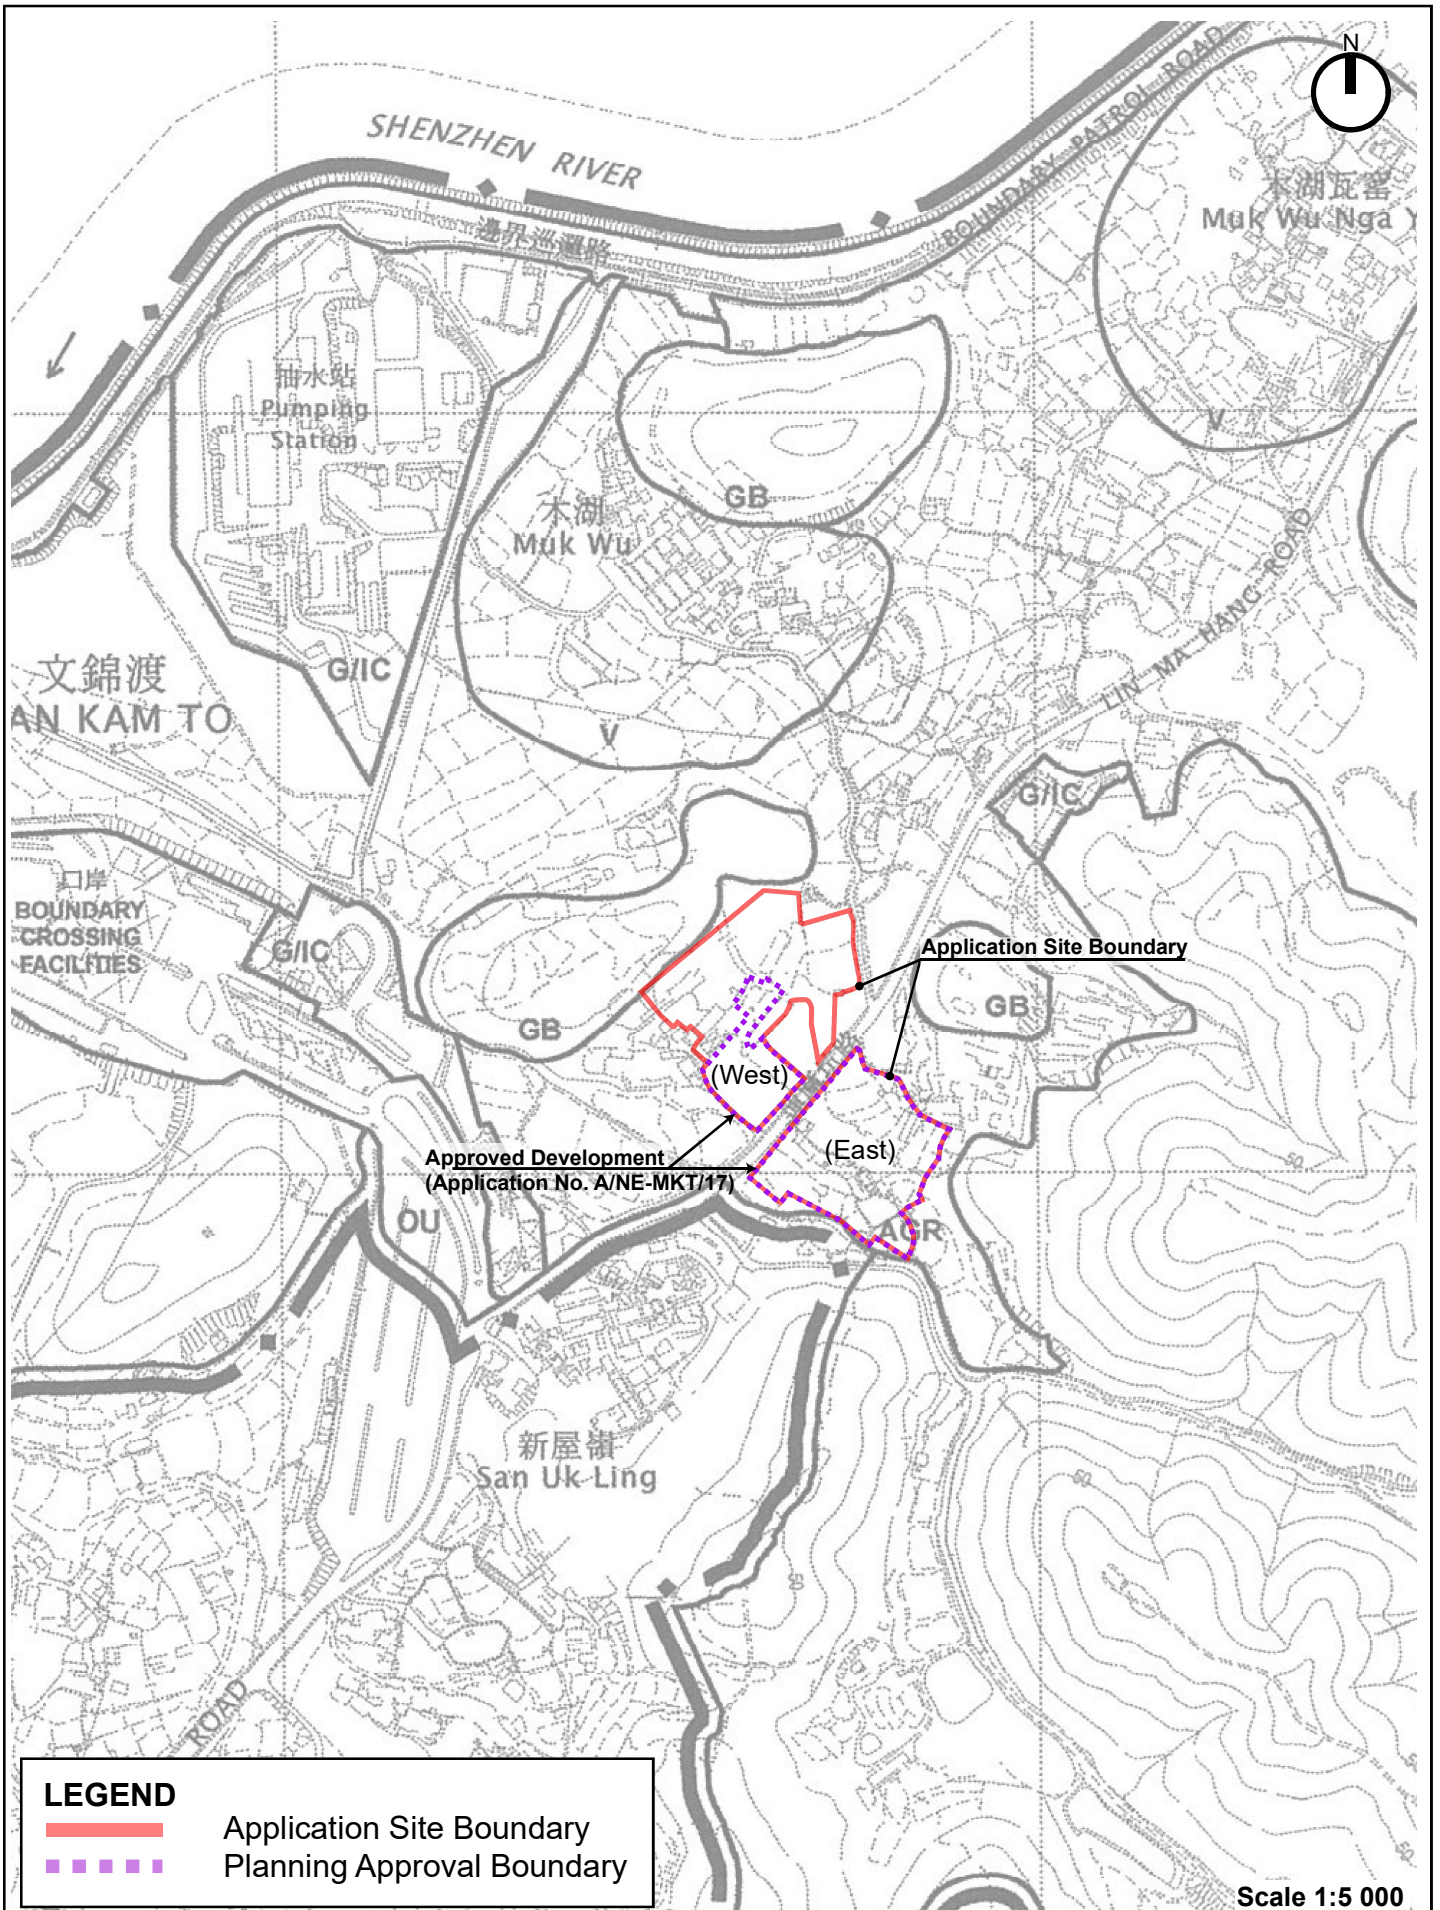 N
SHENZHEN RIVER
邊界巡邏路
BOUNDARY PATROL ROAD
木湖瓦窰
Muk Wu Nga Y
抽水站
Pumping
Station
GB
木湖
Muk Wu
V
LIN MA HANG ROAD
文錦渡
AN KAM TO
G/IC
V
G/IC
口岸
BOUNDARY
CROSSING
FACILITIES
G/IC
Application Site Boundary
GB
GB
(West)
(East)
Approved Development
(Application No. A/NE-MKT/17)
50
OU
AGR
新屋嶺
San Uk Ling
50
50
ROAD
50
LEGEND
Application Site Boundary
Planning Approval Boundary
Scale 1:5 000